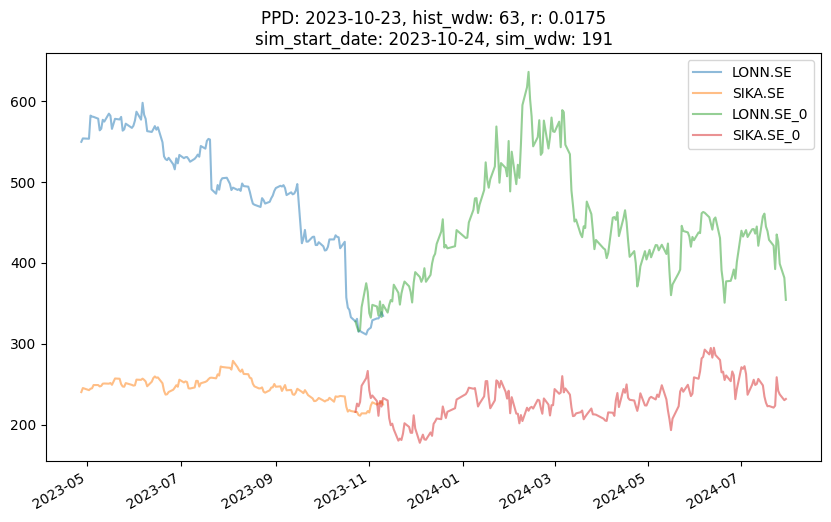 PPD: 2023-10-23, hist_wdw: 63, r: 0.0175
sim_start_date: 2023-10-24, sim_wdw: 191
LONN.SE
SIKA.SE
LONN.SE_0
SIKA.SE_0
600
500
400
300
200
2023-05
2023-07
2023-09
2023-11
2024-01
2024-03
2024-05
2024-07